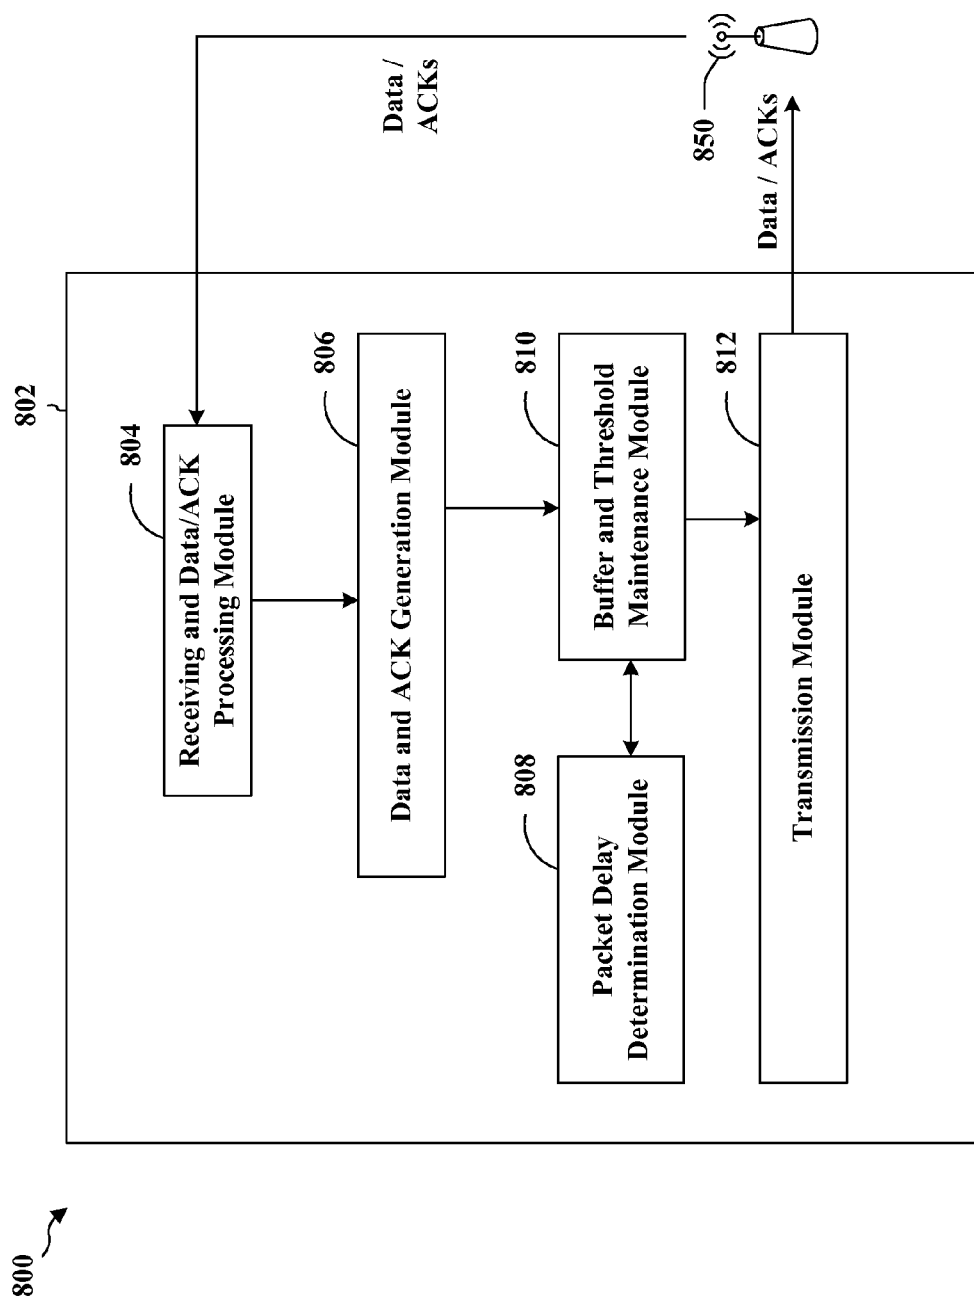 800
802
804
Receiving and Data/ACK
Processing Module
Data /
ACKs
806
Data and ACK Generation Module
808
Packet Delay
Determination Module
810
Buffer and Threshold
Maintenance Module
850
812
Transmission Module
Data / ACKs